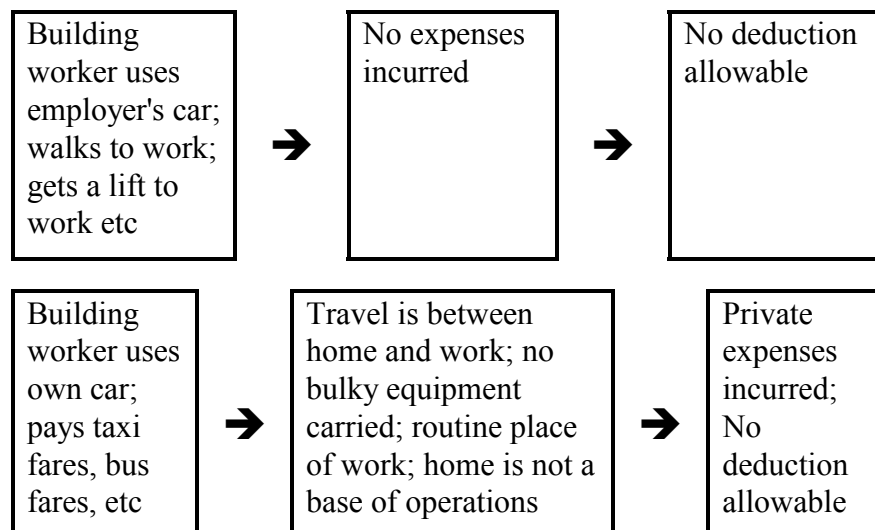 Building
worker uses
employer's car;
walks to work;
gets a lift to
work etc
No expenses
incurred
No deduction
allowable
Building
worker uses
own car;
pays taxi
fares, bus
fares, etc
Travel is between
home and work; no
bulky equipment
carried; routine place
of work; home is not a
base of operations
Private
expenses
incurred;
No
deduction
allowable